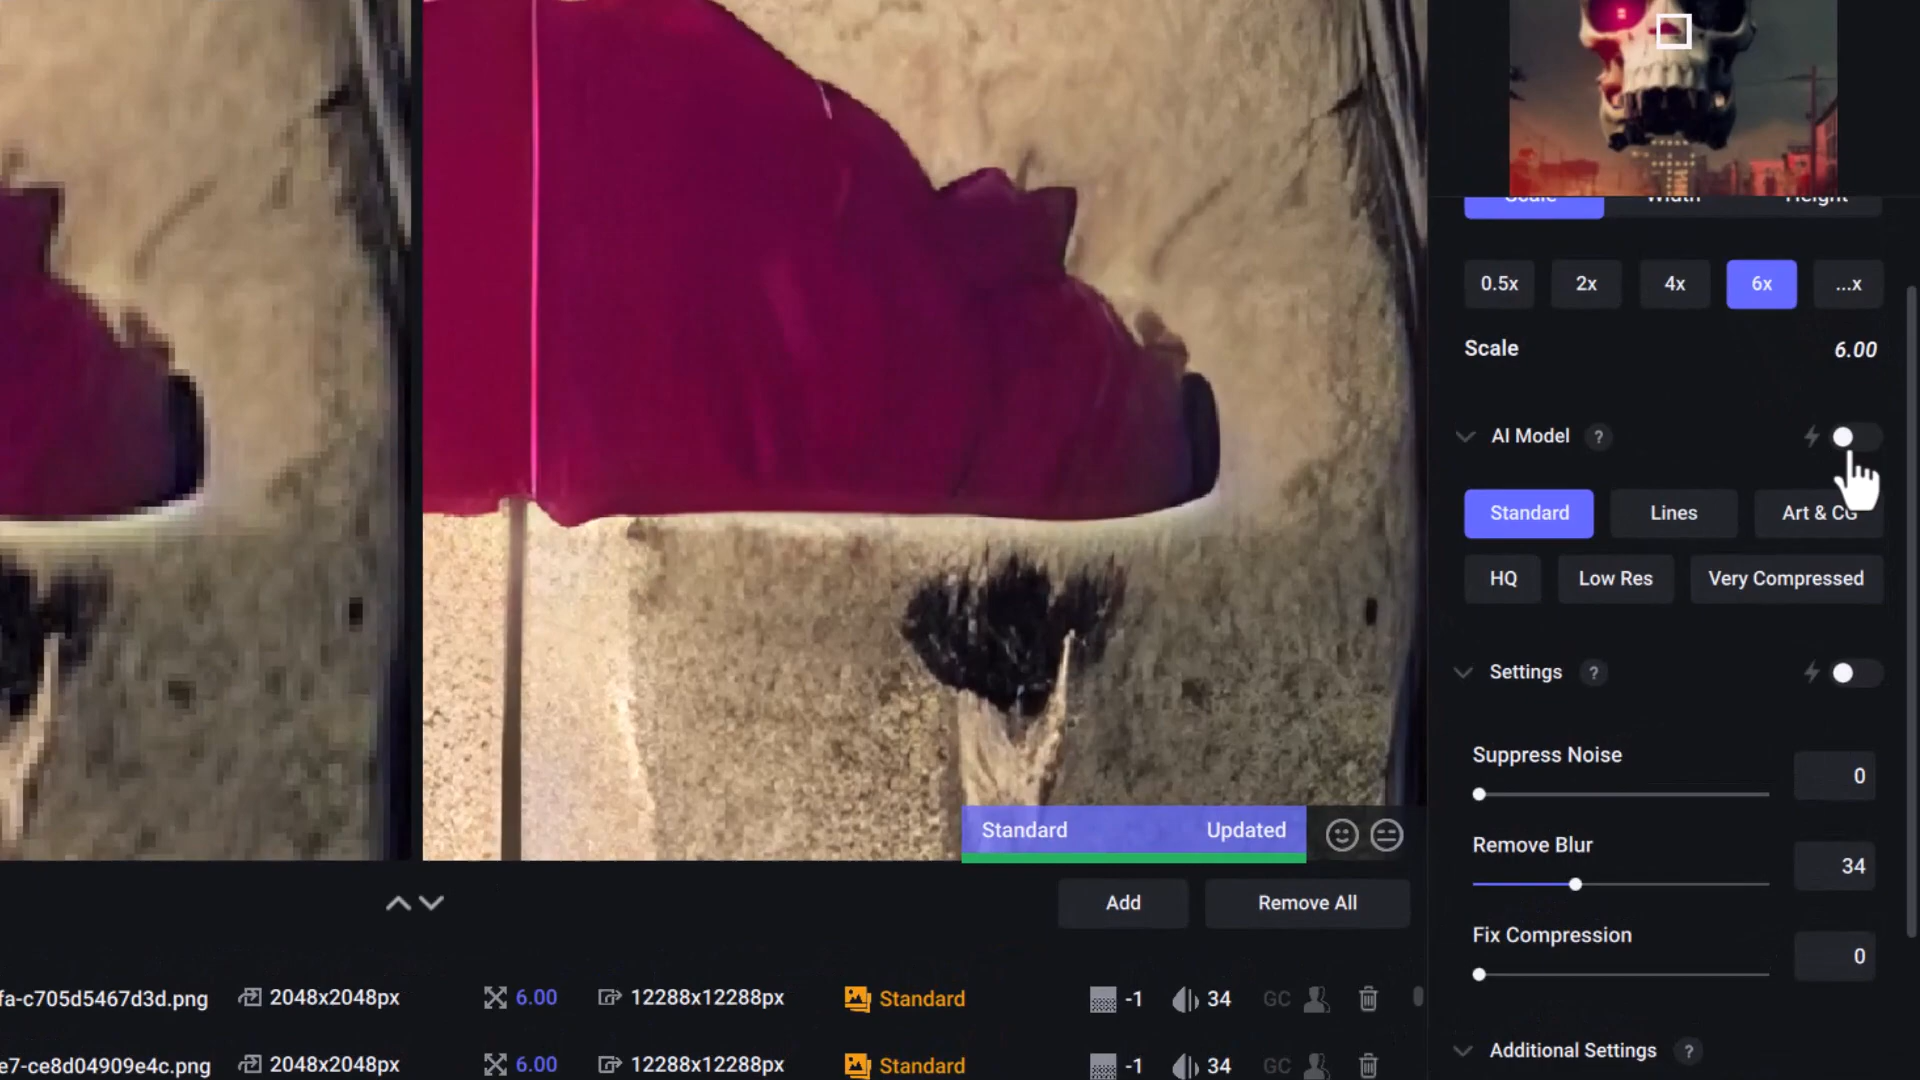 Scale Width Height
0.5x 2x 4x 6x ...x
Scale 6.00
AI Model ?
Standard Lines Art & CG
HQ Low Res Very Compressed
Settings ?
Suppress Noise 0
Remove Blur 34
Fix Compression 0
Additional Settings ?
Standard Updated
Add Remove All
fa-c705d5467d3d.png 2048x2048px 6.00 12288x12288px Standard -1 34 GC
e7-ce8d04909e4c.png 2048x2048px 6.00 12288x12288px Standard -1 34 GC